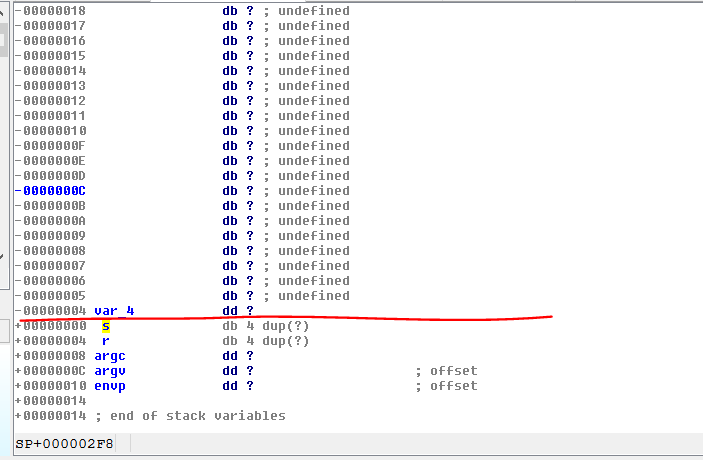 -00000018 db ? ; undefined
-00000017 db ? ; undefined
-00000016 db ? ; undefined
-00000015 db ? ; undefined
-00000014 db ? ; undefined
-00000013 db ? ; undefined
-00000012 db ? ; undefined
-00000011 db ? ; undefined
-00000010 db ? ; undefined
-0000000F db ? ; undefined
-0000000E db ? ; undefined
-0000000D db ? ; undefined
-0000000C db ? ; undefined
-0000000B db ? ; undefined
-0000000A db ? ; undefined
-00000009 db ? ; undefined
-00000008 db ? ; undefined
-00000007 db ? ; undefined
-00000006 db ? ; undefined
-00000005 db ? ; undefined
-00000004 var_4 dd ?
+00000000 s db 4 dup(?)
+00000004 r db 4 dup(?)
+00000008 argc dd ?
+0000000C argv dd ? ; offset
+00000010 envp dd ? ; offset
+00000014
+00000014 ; end of stack variables
SP+000002F8